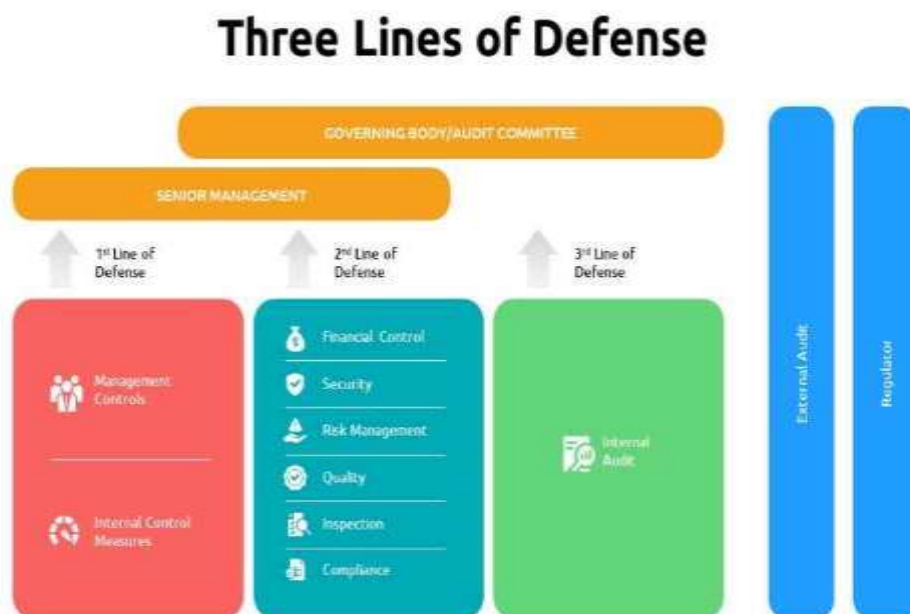 Three Lines of Defense
GOVERNING BODY/AUDIT COMMITTEE
SENIOR MANAGEMENT
1st Line of
Defense
2nd Line of
Defense
3rd Line of
Defense
Management
Controls
Internal Control
Measures
Financial Control
Security
Risk Management
Quality
Inspection
Compliance
Internal
Audit
External Audit
Regulator